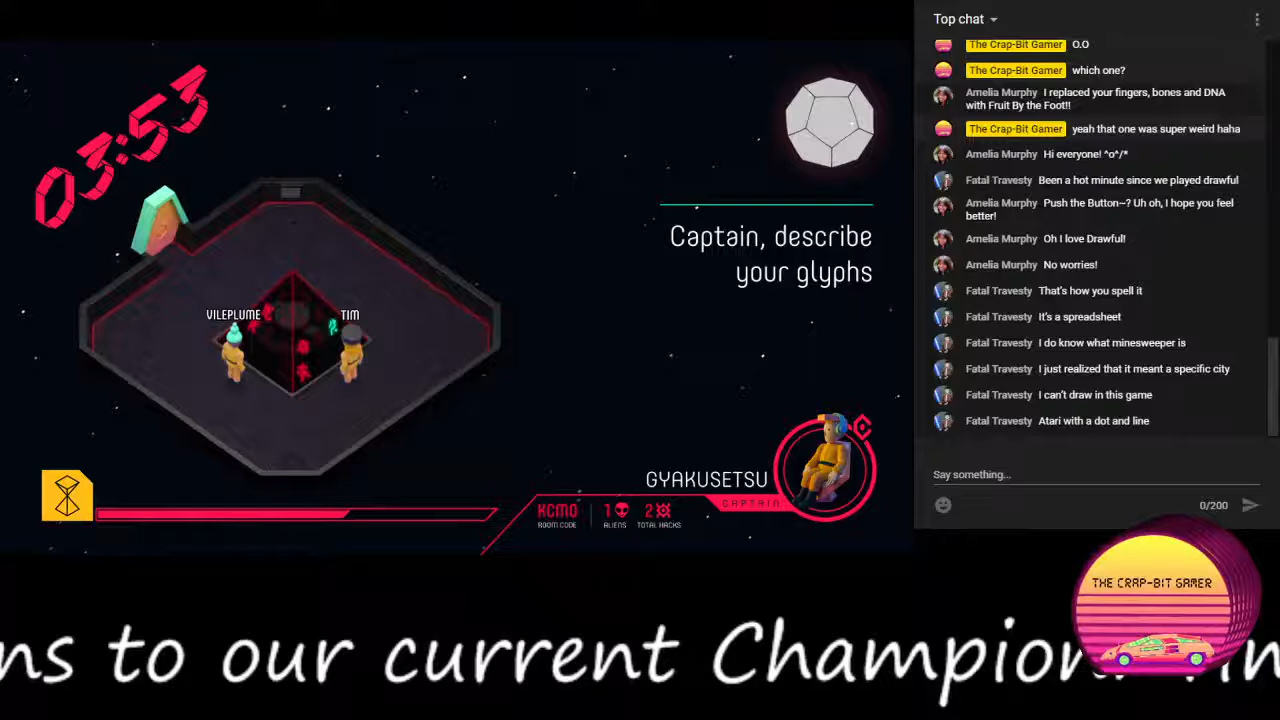 03:53
Captain, describe
your glyphs
VILEPLUME
TIM
GYAKUSETSU
CAPTAIN
KCMO
ROOM CODE
1
ALIENS
2
TOTAL HACKS
Top chat
The Crap-Bit Gamer O.O
The Crap-Bit Gamer which one?
Amelia Murphy I replaced your fingers, bones and DNA
with Fruit By the Foot!!
The Crap-Bit Gamer yeah that one was super weird haha
Amelia Murphy Hi everyone! ^o^/*
Fatal Travesty Been a hot minute since we played drawful
Amelia Murphy Push the Button~? Uh oh, I hope you feel
better!
Amelia Murphy Oh I love Drawful!
Amelia Murphy No worries!
Fatal Travesty That's how you spell it
Fatal Travesty It's a spreadsheet
Fatal Travesty I do know what minesweeper is
Fatal Travesty I just realized that it meant a specific city
Fatal Travesty I can't draw in this game
Fatal Travesty Atari with a dot and line
Say something...
0/200
THE CRAP-BIT GAMER
ns to our current Champion